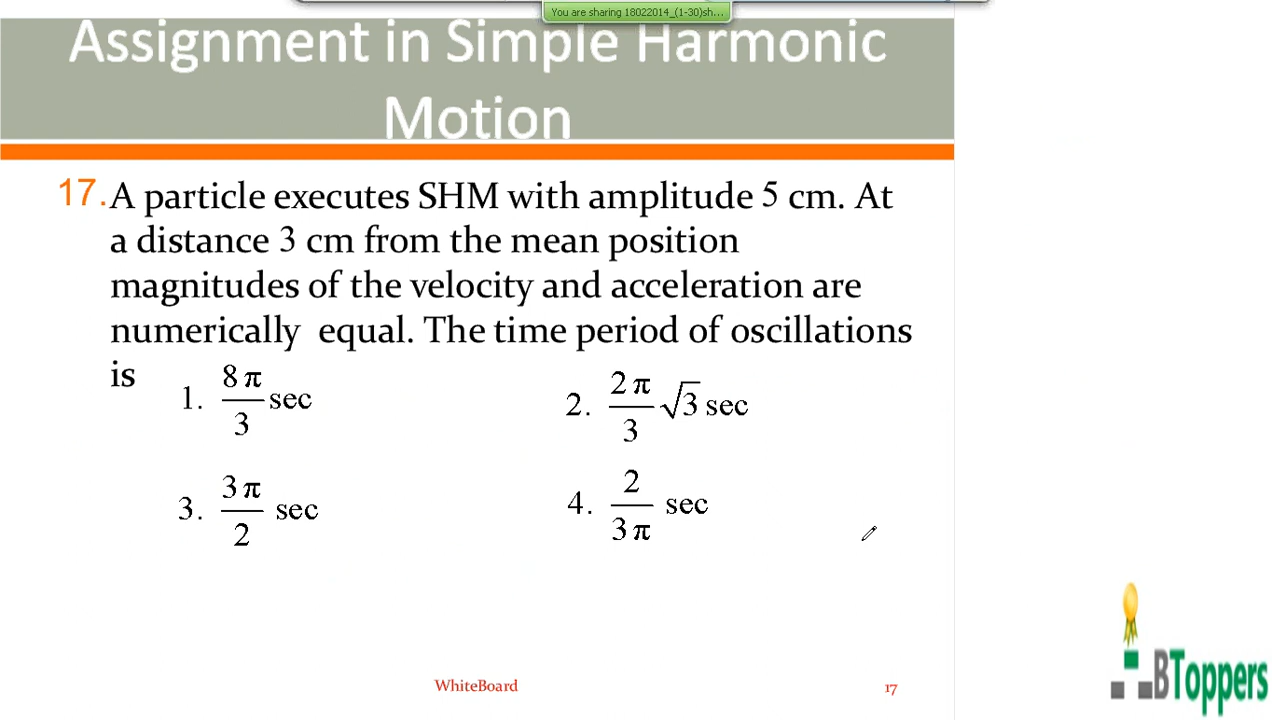 You are sharing 18022014_(1-30)sh...
Assignment in Simple Harmonic
Motion
17. A particle executes SHM with amplitude 5 cm. At
a distance 3 cm from the mean position
magnitudes of the velocity and acceleration are
numerically equal. The time period of oscillations
is
1. 8π/3 sec
2. 2π/3 √3 sec
3. 3π/2 sec
4. 2/3π sec
WhiteBoard
17
BToppers